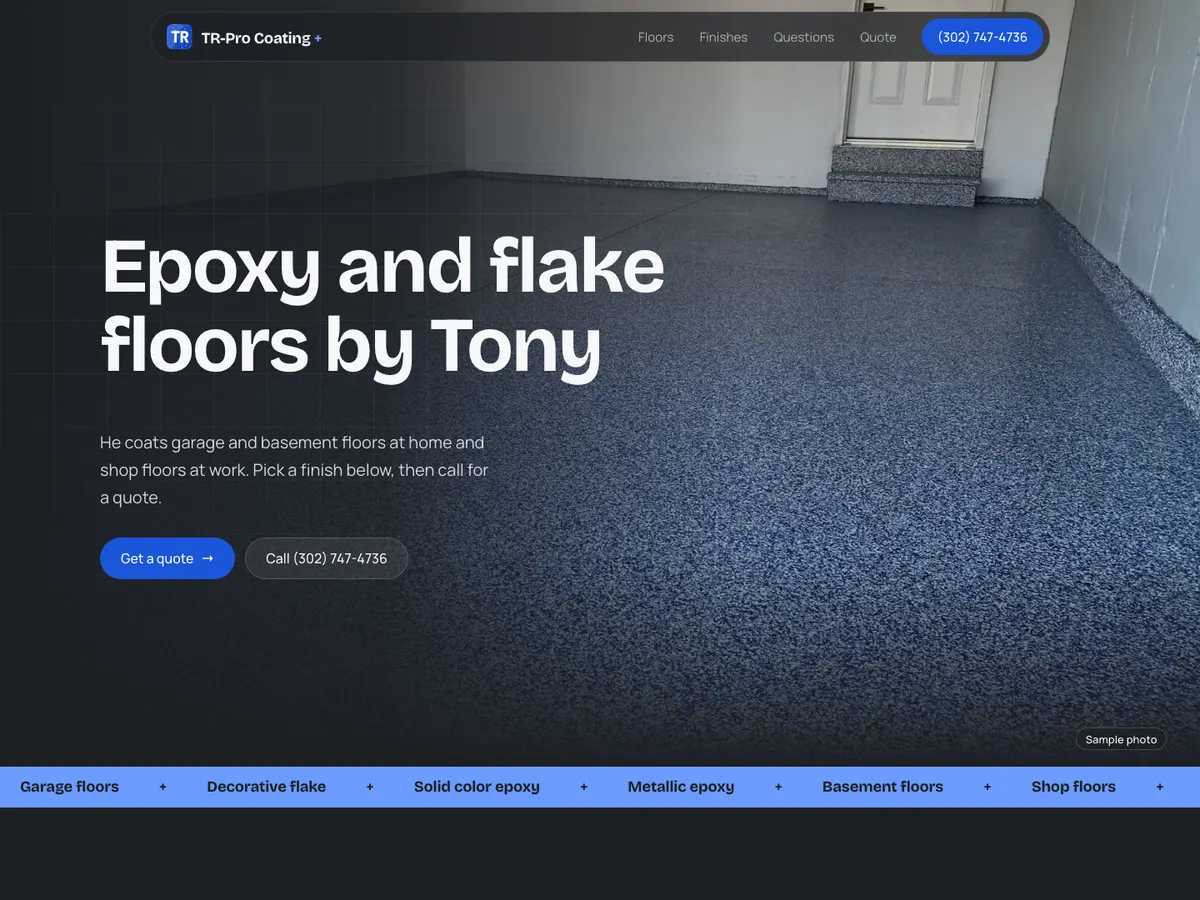 TR TR-Pro Coating +
Floors Finishes Questions Quote (302) 747-4736
Epoxy and flake
floors by Tony
He coats garage and basement floors at home and
shop floors at work. Pick a finish below, then call for
a quote.
Get a quote → Call (302) 747-4736
Sample photo
Garage floors + Decorative flake + Solid color epoxy + Metallic epoxy + Basement floors + Shop floors +